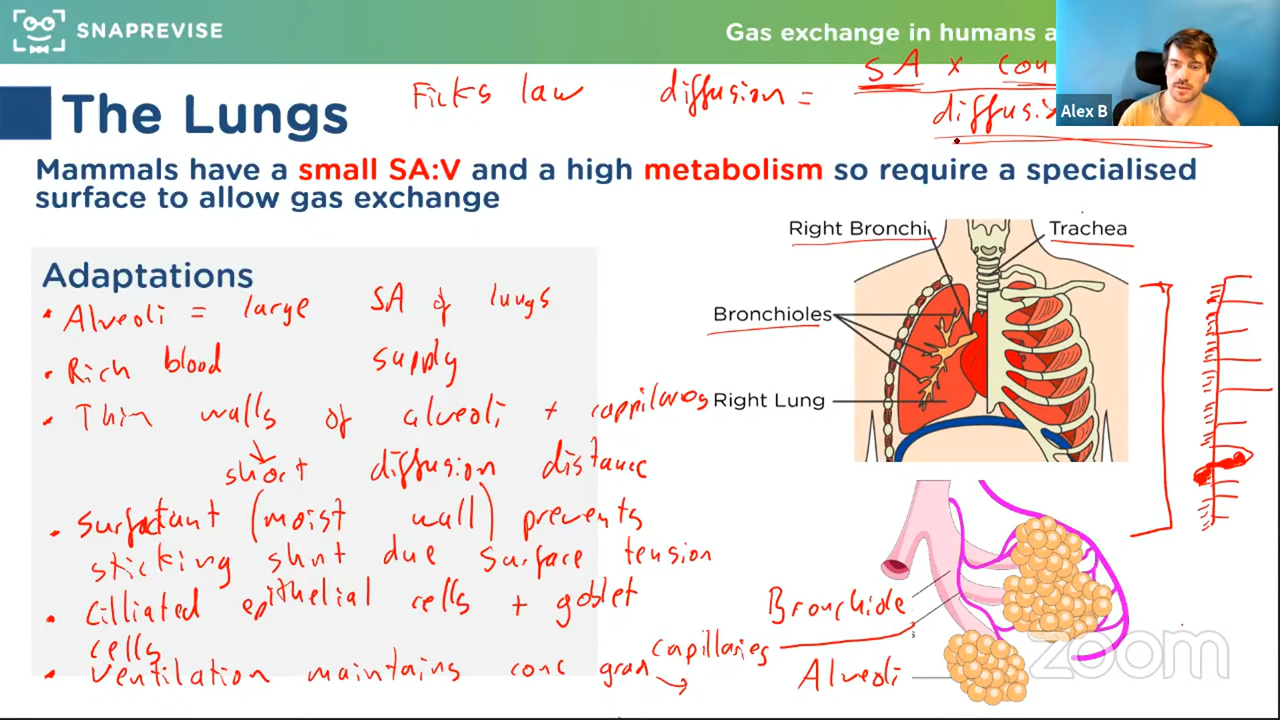 SNAPREVISE
Gas exchange in humans a
Ficks law diffusion = SA x con
diffusi
Alex B
The Lungs
Mammals have a small SA:V and a high metabolism so require a specialised
surface to allow gas exchange
Adaptations
• Alveoli = large SA of lungs
• Rich blood supply
• Thin walls of alveoli + cappilaros
short diffusion distance
• Surfactant (moist wall) prevents
sticking shut due surface tension
• Cilliated epithelial cells + goblet
cells
• Ventilation maintains conc gran
Right Bronchi
Trachea
Bronchioles
Right Lung
Bronchiole
capillaries
Alveoli
zoom